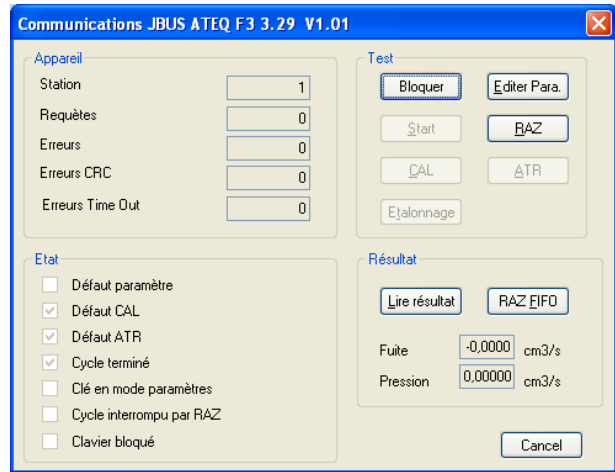 Communications JBUS ATEQ F3 3.29 V1.01
Appareil
Station 1
Requètes 0
Erreurs 0
Erreurs CRC 0
Erreurs Time Out 0
Test
Bloquer Editer Para.
Start RAZ
CAL ATR
Etalonnage
Etat
Défaut paramètre
Défaut CAL
Défaut ATR
Cycle terminé
Clé en mode paramètres
Cycle interrompu par RAZ
Clavier bloqué
Résultat
Lire résultat RAZ FIFO
Fuite -0,0000 cm3/s
Pression 0,00000 cm3/s
Cancel